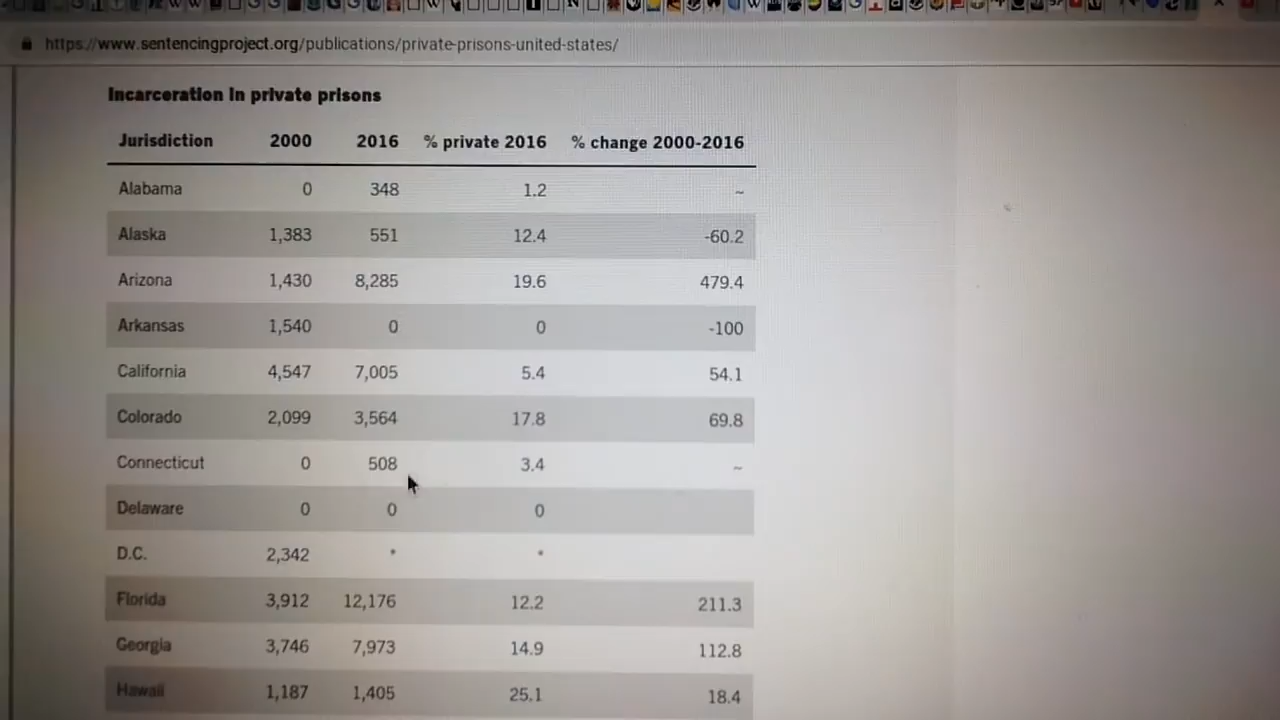 https://www.sentencingproject.org/publications/private-prisons-united-states/
Incarceration in private prisons
Jurisdiction 2000 2016 % private 2016 % change 2000-2016
Alabama 0 348 1.2 ~
Alaska 1,383 551 12.4 -60.2
Arizona 1,430 8,285 19.6 479.4
Arkansas 1,540 0 0 -100
California 4,547 7,005 5.4 54.1
Colorado 2,099 3,564 17.8 69.8
Connecticut 0 508 3.4 ~
Delaware 0 0 0
D.C. 2,342 * *
Florida 3,912 12,176 12.2 211.3
Georgia 3,746 7,973 14.9 112.8
Hawaii 1,187 1,405 25.1 18.4